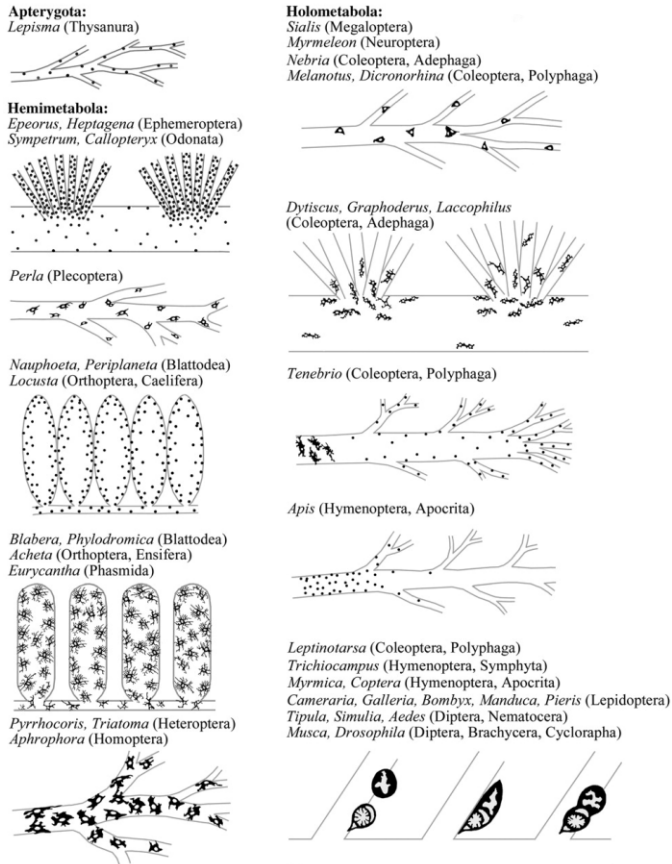 Apterygota:
Lepisma (Thysanura)
Hemimetabola:
Epeorus, Heptagena (Ephemeroptera)
Sympetrum, Callopteryx (Odonata)
Perla (Plecoptera)
Nauphoeta, Periplaneta (Blattodea)
Locusta (Orthoptera, Caelifera)
Blabera, Phylodromica (Blattodea)
Acheta (Orthoptera, Ensifera)
Eurycantha (Phasmida)
Pyrrhocoris, Triatoma (Heteroptera)
Aphrophora (Homoptera)
Holometabola:
Sialis (Megaloptera)
Myrmeleon (Neuroptera)
Nebria (Coleoptera, Adephaga)
Melanotus, Dicronorhina (Coleoptera, Polyphaga)
Dytiscus, Graphoderus, Laccophilus
(Coleoptera, Adephaga)
Tenebrio (Coleoptera, Polyphaga)
Apis (Hymenoptera, Apocrita)
Leptinotarsa (Coleoptera, Polyphaga)
Trichiocampus (Hymenoptera, Symphyta)
Myrmica, Coptera (Hymenoptera, Apocrita)
Cameraria, Galleria, Bombyx, Manduca, Pieris (Lepidoptera)
Tipula, Simulia, Aedes (Diptera, Nematocera)
Musca, Drosophila (Diptera, Brachycera, Cyclorapha)